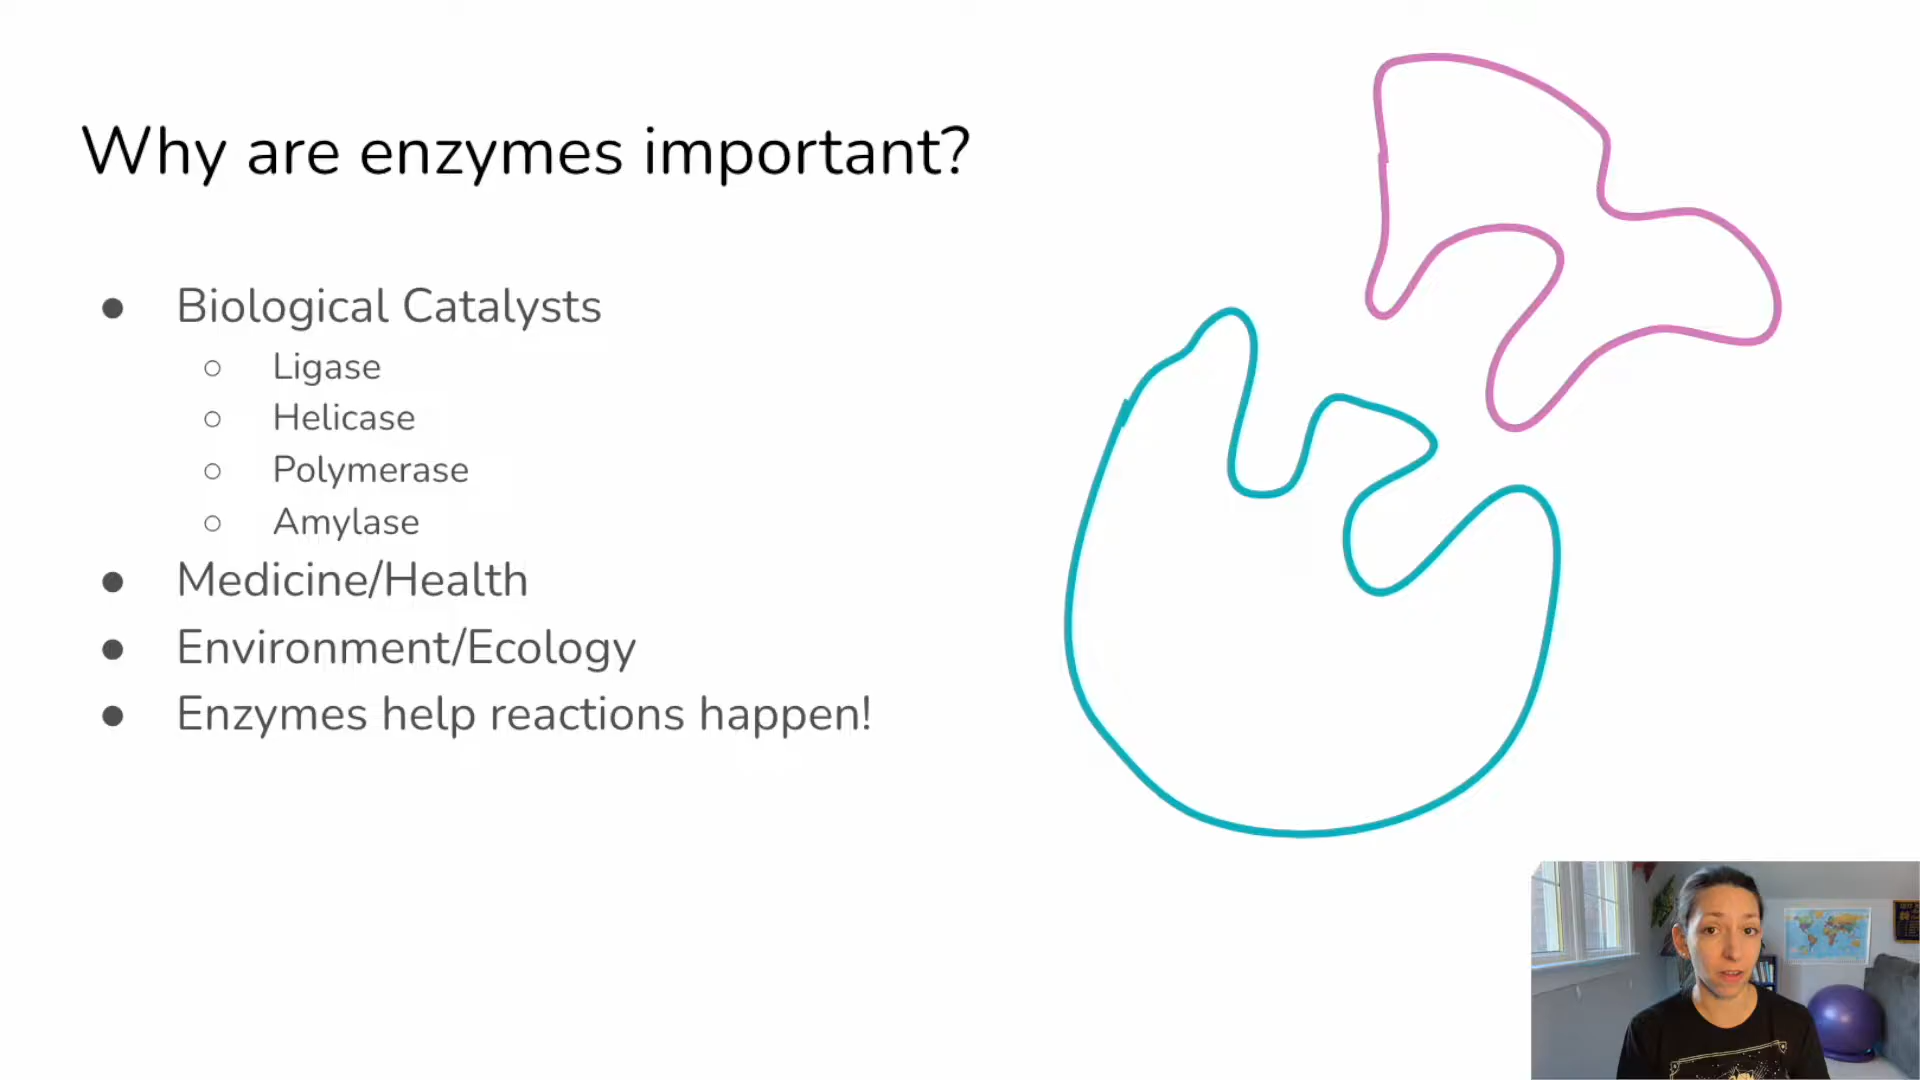 Why are enzymes important?
Biological Catalysts
Ligase
Helicase
Polymerase
Amylase
Medicine/Health
Environment/Ecology
Enzymes help reactions happen!